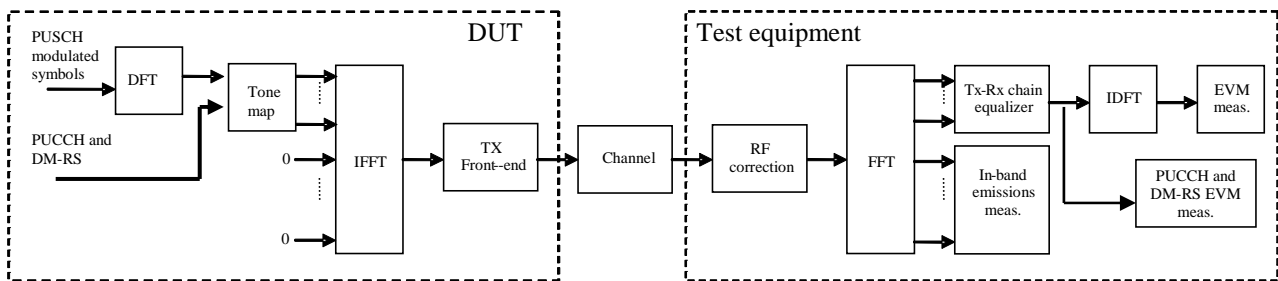 DUT
PUSCH
modulated
symbols
DFT
Tone
map
PUCCH and
DM-RS
0
0
IFFT
TX
Front--end
Channel
Test equipment
RF
correction
FFT
Tx-Rx chain
equalizer
IDFT
EVM
meas.
In-band
emissions
meas.
PUCCH and
DM-RS EVM
meas.